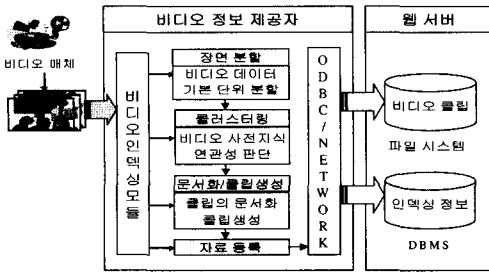 비디오 정보 제공자
웹 서버
비디오 매체
비디오인덱싱모듈
장면 분할
비디오 데이터
기본 단위 분할
클러스터링
비디오 사전지식
연관성 판단
문서화/클립생성
클립의 문서화
클립생성
자료 등록
ODBC/NETWORK
비디오 클립
파일 시스템
인덱싱 정보
DBMS